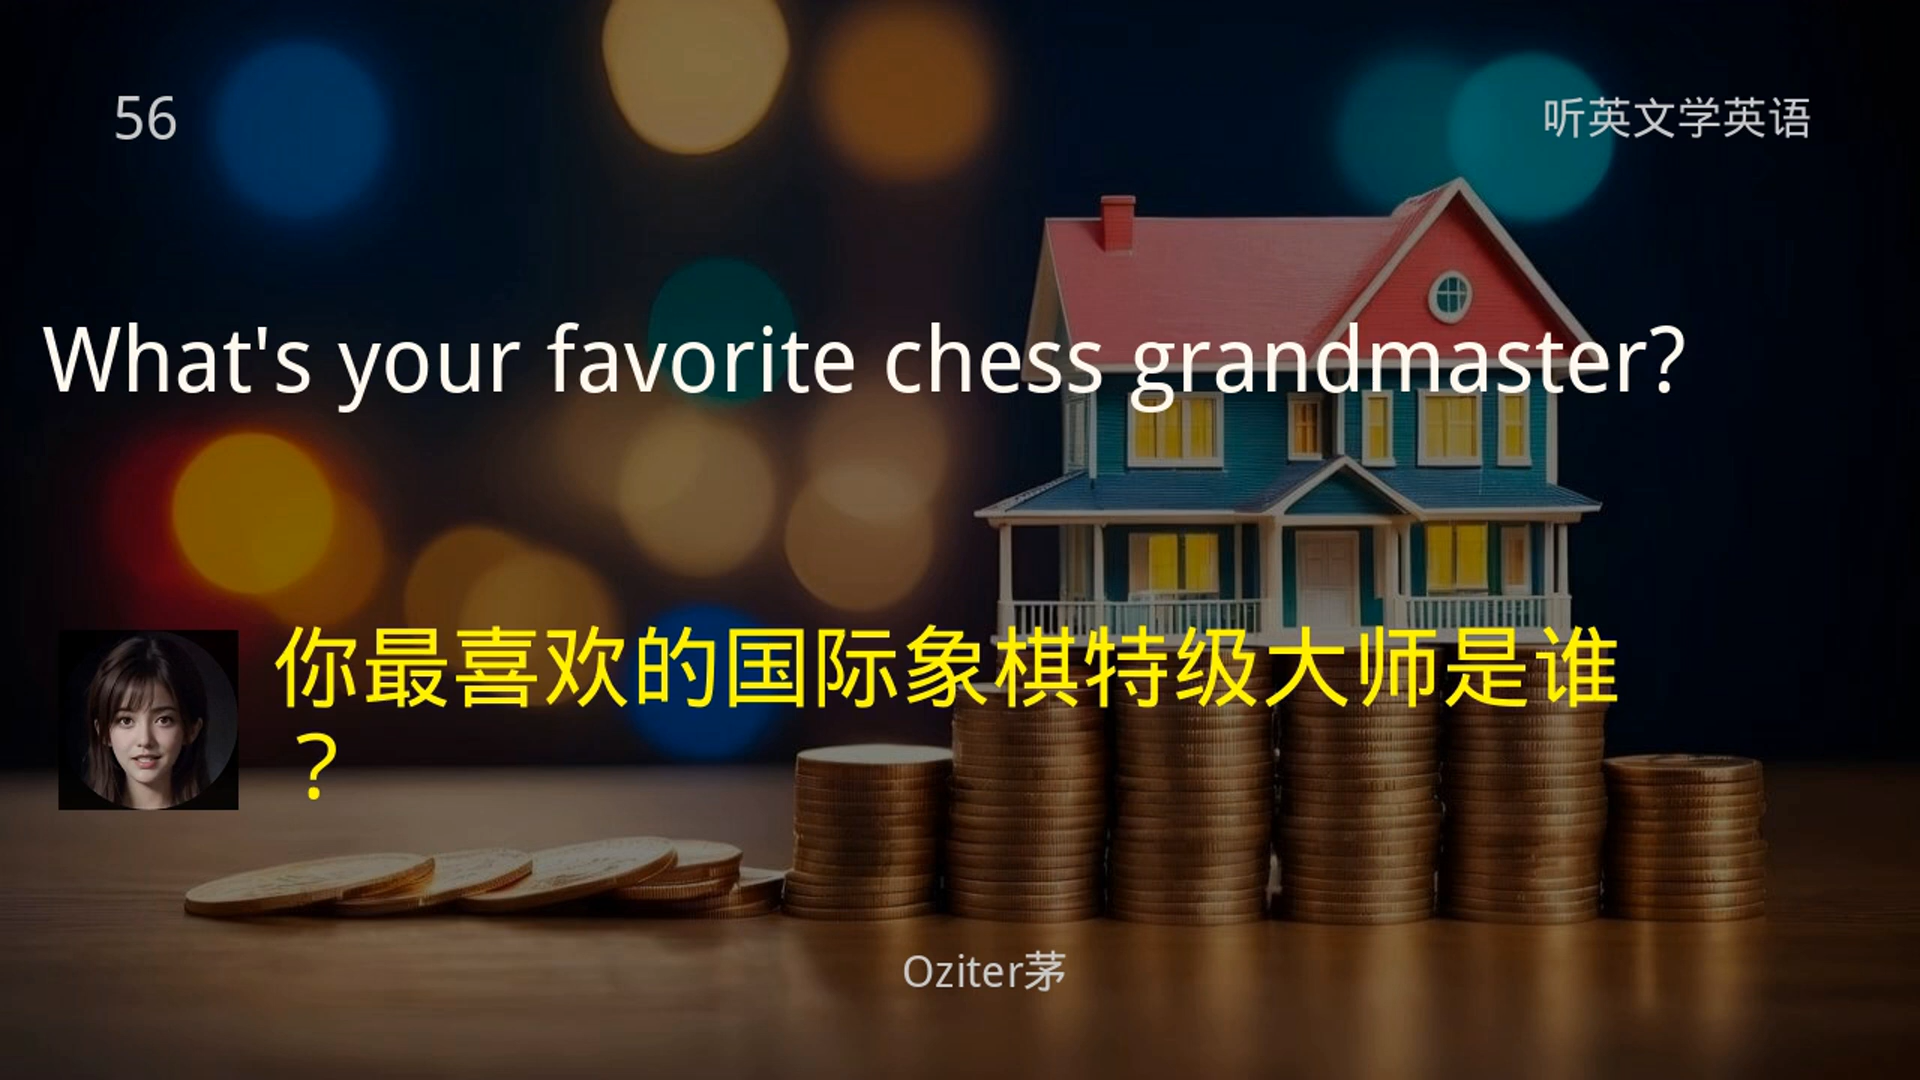 56
听英文学英语
What's your favorite chess grandmaster?
你最喜欢的国际象棋特级大师是谁
？
Oziter茅